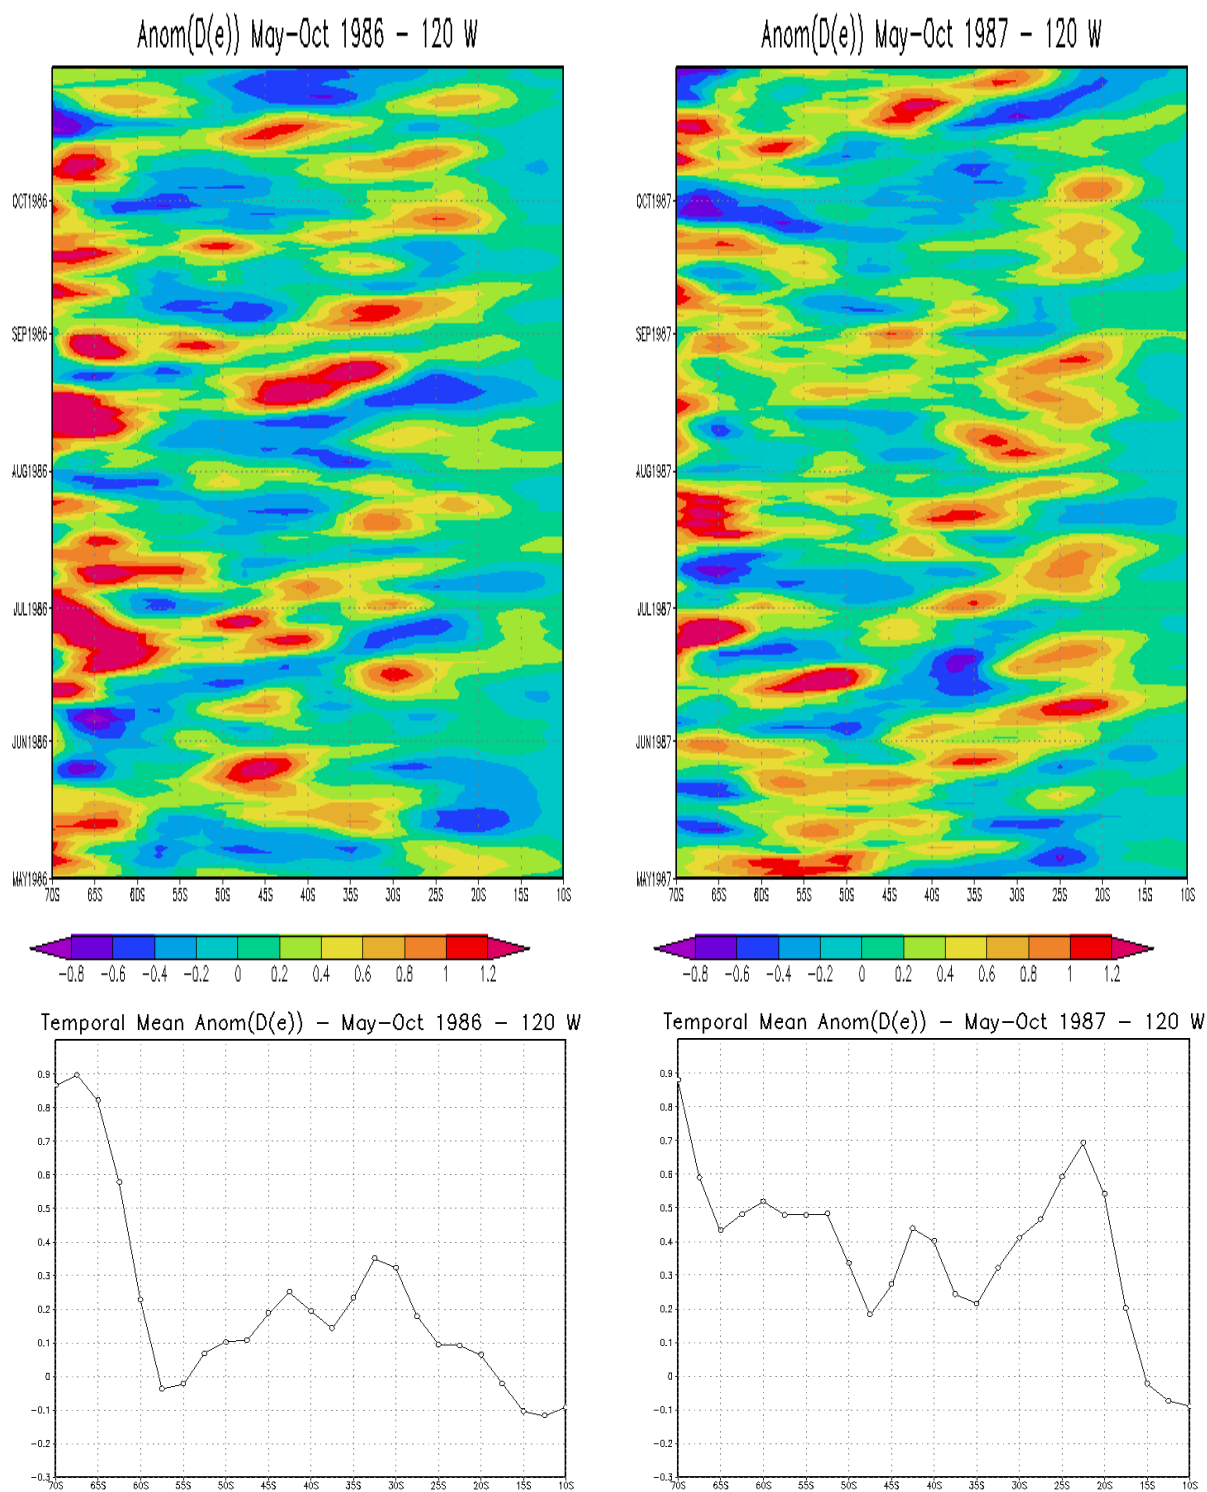 Anom(D(e)) May-Oct 1986 - 120 W
Anom(D(e)) May-Oct 1987 - 120 W
OCT1986
SEP1986
AUG1986
JUL1986
JUN1986
MAY1986
70S 65S 60S 55S 50S 45S 40S 35S 30S 25S 20S 15S 10S
-0.8 -0.6 -0.4 -0.2 0 0.2 0.4 0.6 0.8 1 1.2
OCT1987
SEP1987
AUG1987
JUL1987
JUN1987
MAY1987
70S 65S 60S 55S 50S 45S 40S 35S 30S 25S 20S 15S 10S
-0.8 -0.6 -0.4 -0.2 0 0.2 0.4 0.6 0.8 1 1.2
Temporal Mean Anom(D(e)) - May-Oct 1986 - 120 W
0.9
0.8
0.7
0.6
0.5
0.4
0.3
0.2
0.1
0
-0.1
-0.2
-0.3
70S 65S 60S 55S 50S 45S 40S 35S 30S 25S 20S 15S 10S
Temporal Mean Anom(D(e)) - May-Oct 1987 - 120 W
0.9
0.8
0.7
0.6
0.5
0.4
0.3
0.2
0.1
0
-0.1
-0.2
-0.3
70S 65S 60S 55S 50S 45S 40S 35S 30S 25S 20S 15S 10S